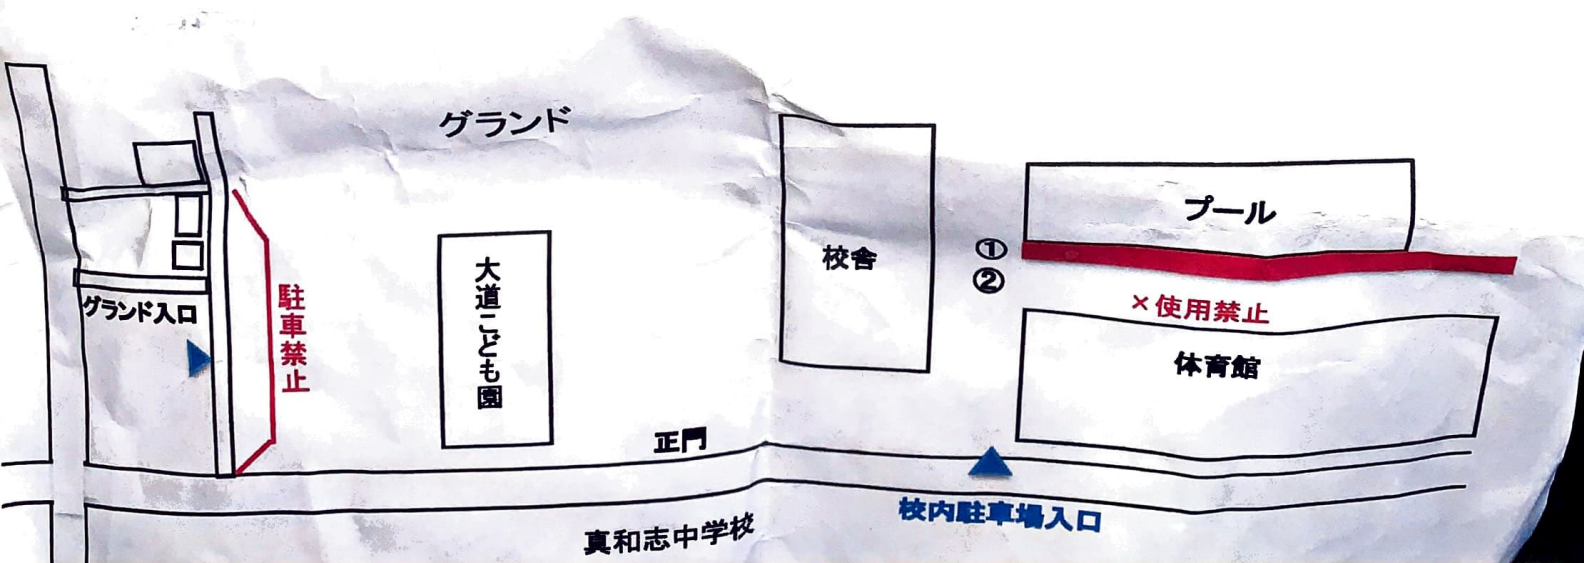 グランド
プール
校舎
①
②
×使用禁止
大道こども園
駐車禁止
グランド入口
体育館
正門
校内駐車場入口
真和志中学校